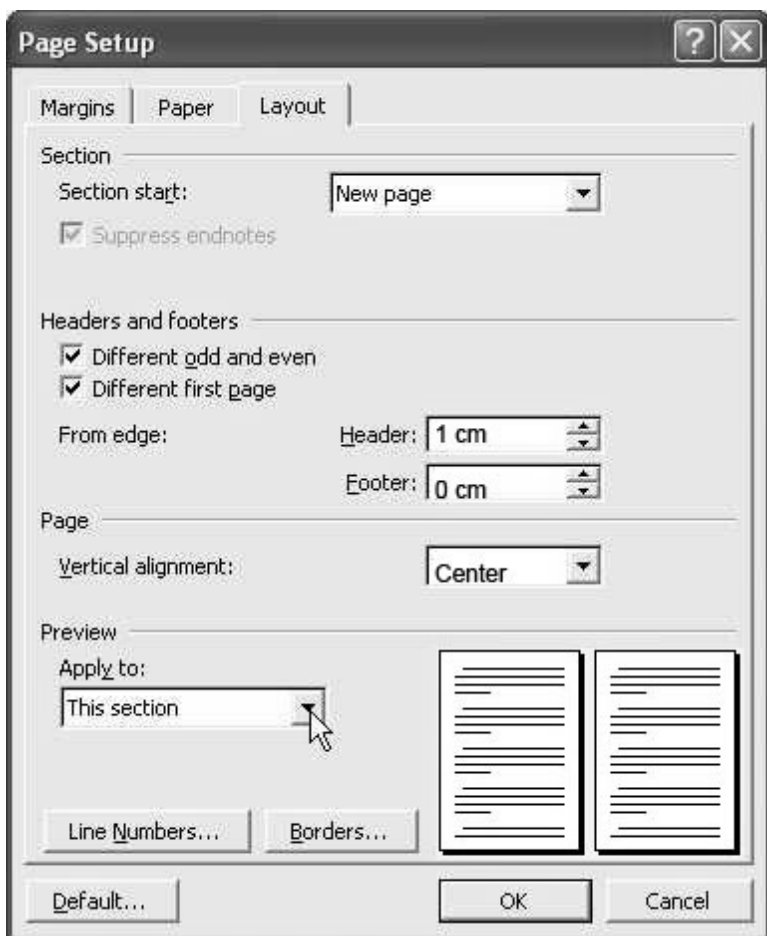 Page Setup
Margins Paper Layout
Section
Section start: New page
Suppress endnotes
Headers and footers
Different odd and even
Different first page
From edge: Header: 1 cm
Footer: 0 cm
Page
Vertical alignment: Center
Preview
Apply to:
This section
Line Numbers... Borders...
Default... OK Cancel